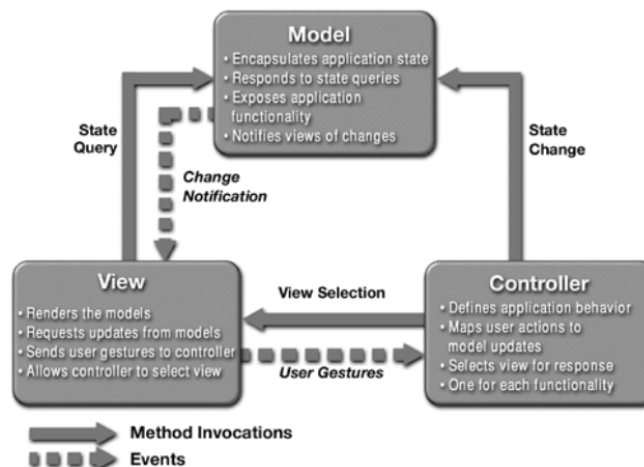 Model
• Encapsulates application state
• Responds to state queries
• Exposes application
functionality
• Notifies views of changes
State
Query
State
Change
Change
Notification
View
• Renders the models
• Requests updates from models
• Sends user gestures to controller
• Allows controller to select view
View Selection
User Gestures
Controller
• Defines application behavior
• Maps user actions to
model updates
• Selects view for response
• One for each functionality
Method Invocations
Events